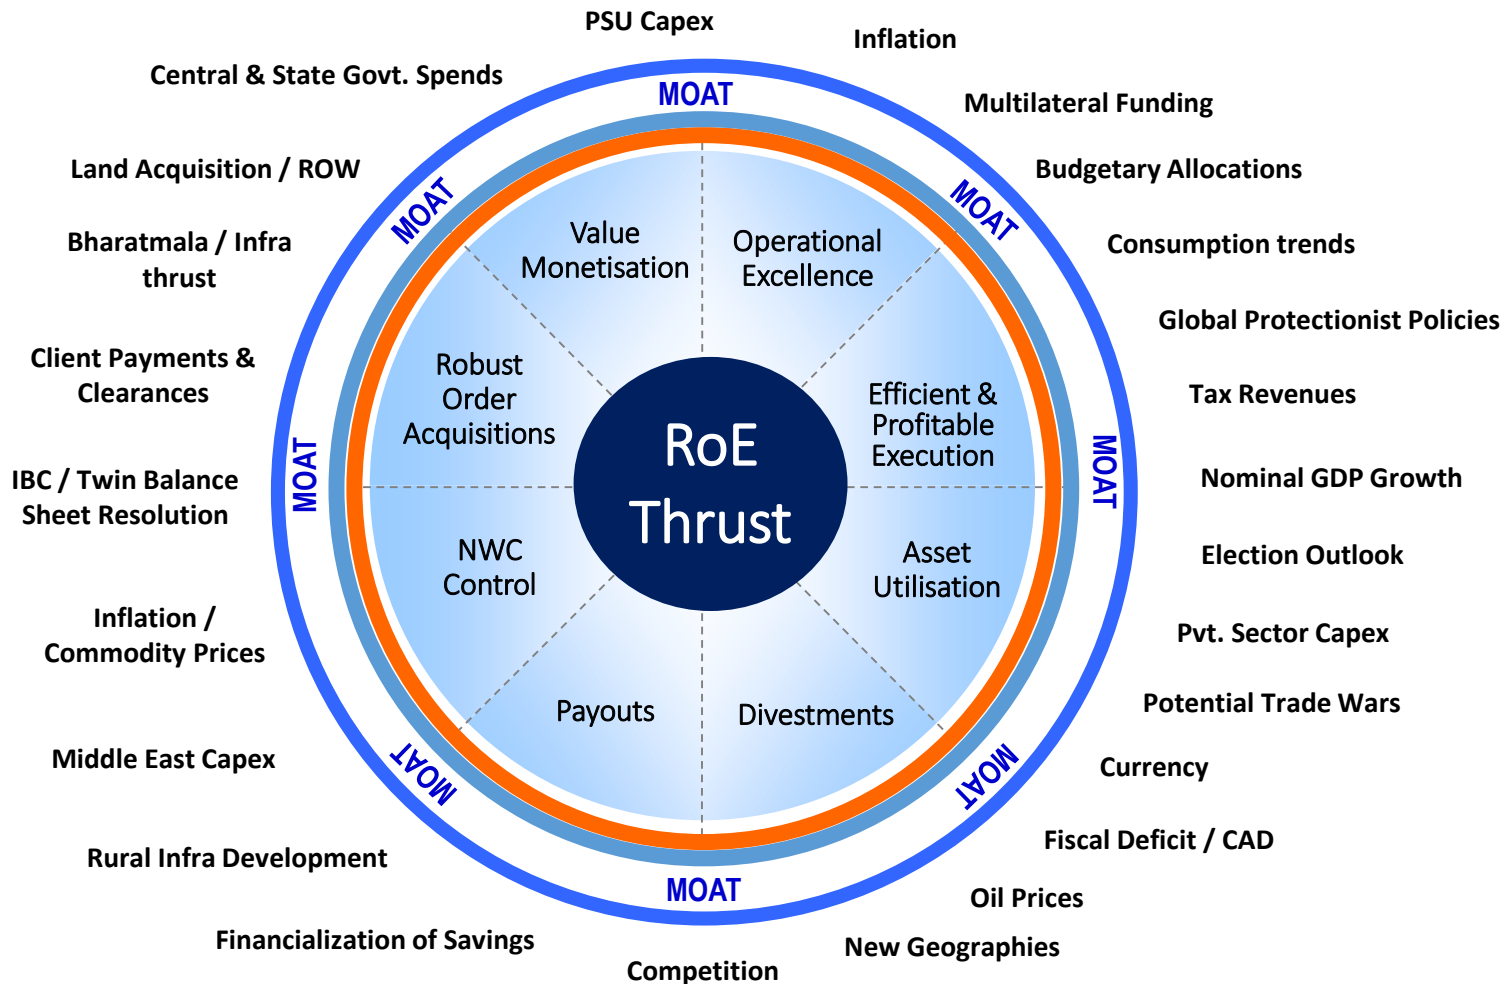 PSU Capex
Inflation
Central & State Govt. Spends
MOAT
Multilateral Funding
Land Acquisition / ROW
Budgetary Allocations
MOAT
MOAT
Bharatmala / Infra
thrust
Value
Monetisation
Operational
Excellence
Consumption trends
Global Protectionist Policies
Client Payments &
Clearances
Robust
Order
Acquisitions
Efficient &
Profitable
Execution
Tax Revenues
RoE
Thrust
MOAT
MOAT
IBC / Twin Balance
Sheet Resolution
Nominal GDP Growth
NWC
Control
Asset
Utilisation
Election Outlook
Inflation /
Commodity Prices
Pvt. Sector Capex
Payouts
Divestments
Potential Trade Wars
Middle East Capex
MOAT
MOAT
Currency
Rural Infra Development
Fiscal Deficit / CAD
MOAT
Oil Prices
Financialization of Savings
New Geographies
Competition